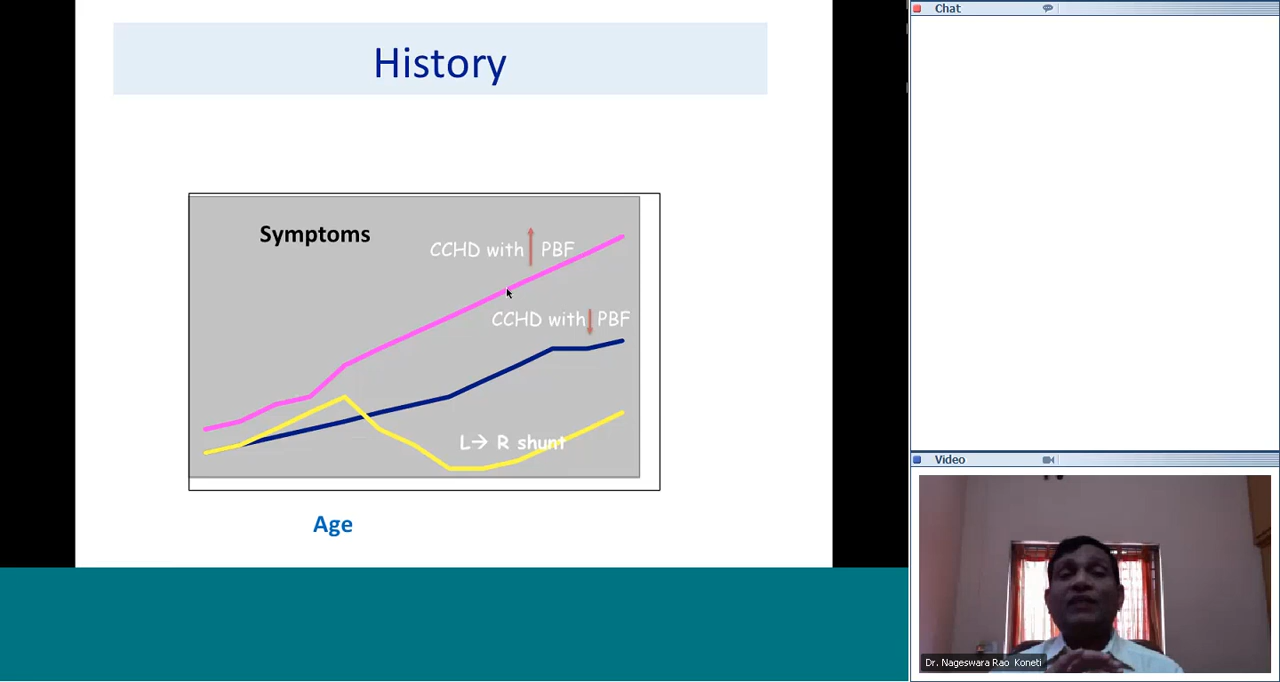 History
Symptoms
CCHD with ↑ PBF
CCHD with ↓ PBF
L→ R shunt
Age
Chat
Video
Dr. Nageswara Rao Koneti